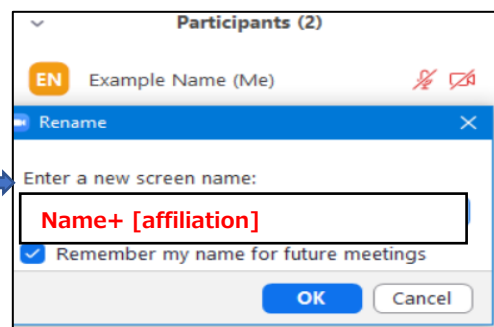 Participants (2)
EN Example Name (Me)
Rename
Enter a new screen name:
Name+ [affiliation]
Remember my name for future meetings
OK Cancel